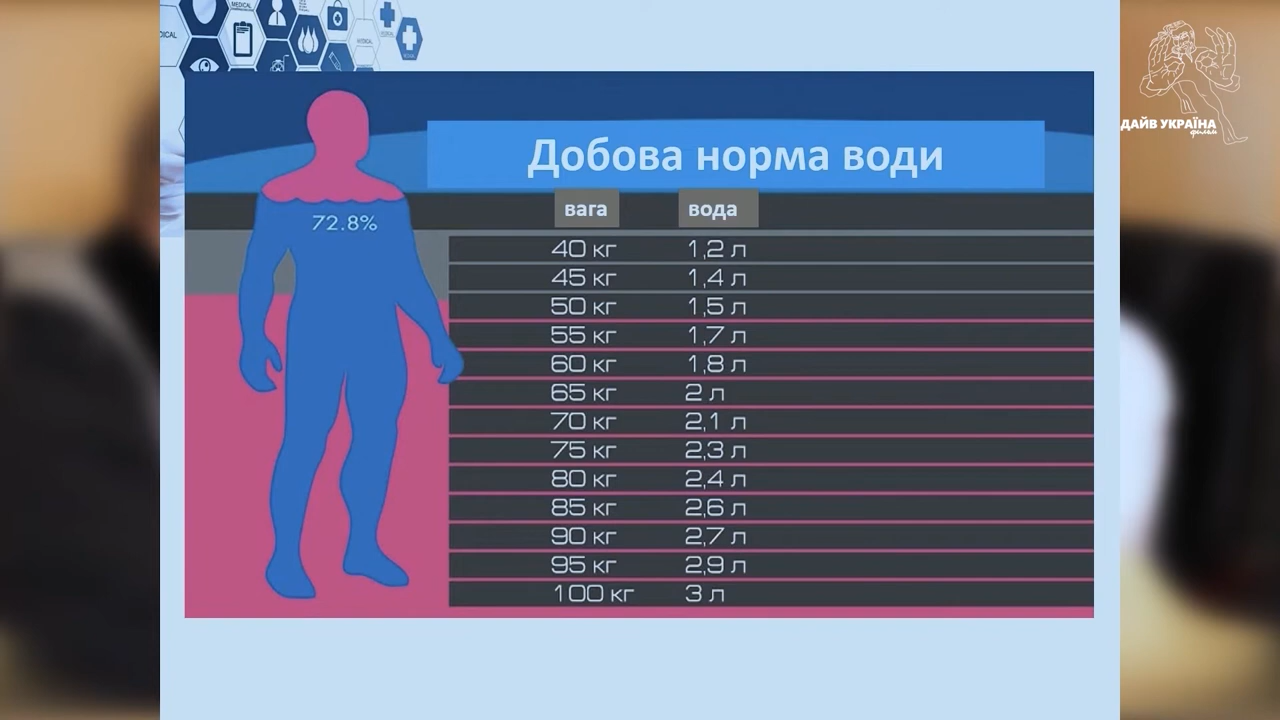 MEDICAL
ДАЙВ УКРАЇНА
фильм
Добова норма води
вага вода
72.8%
40 кг 1,2 л
45 кг 1,4 л
50 кг 1,5 л
55 кг 1,7 л
60 кг 1,8 л
65 кг 2 л
70 кг 2,1 л
75 кг 2,3 л
80 кг 2,4 л
85 кг 2,6 л
90 кг 2,7 л
95 кг 2,9 л
100 кг 3 л